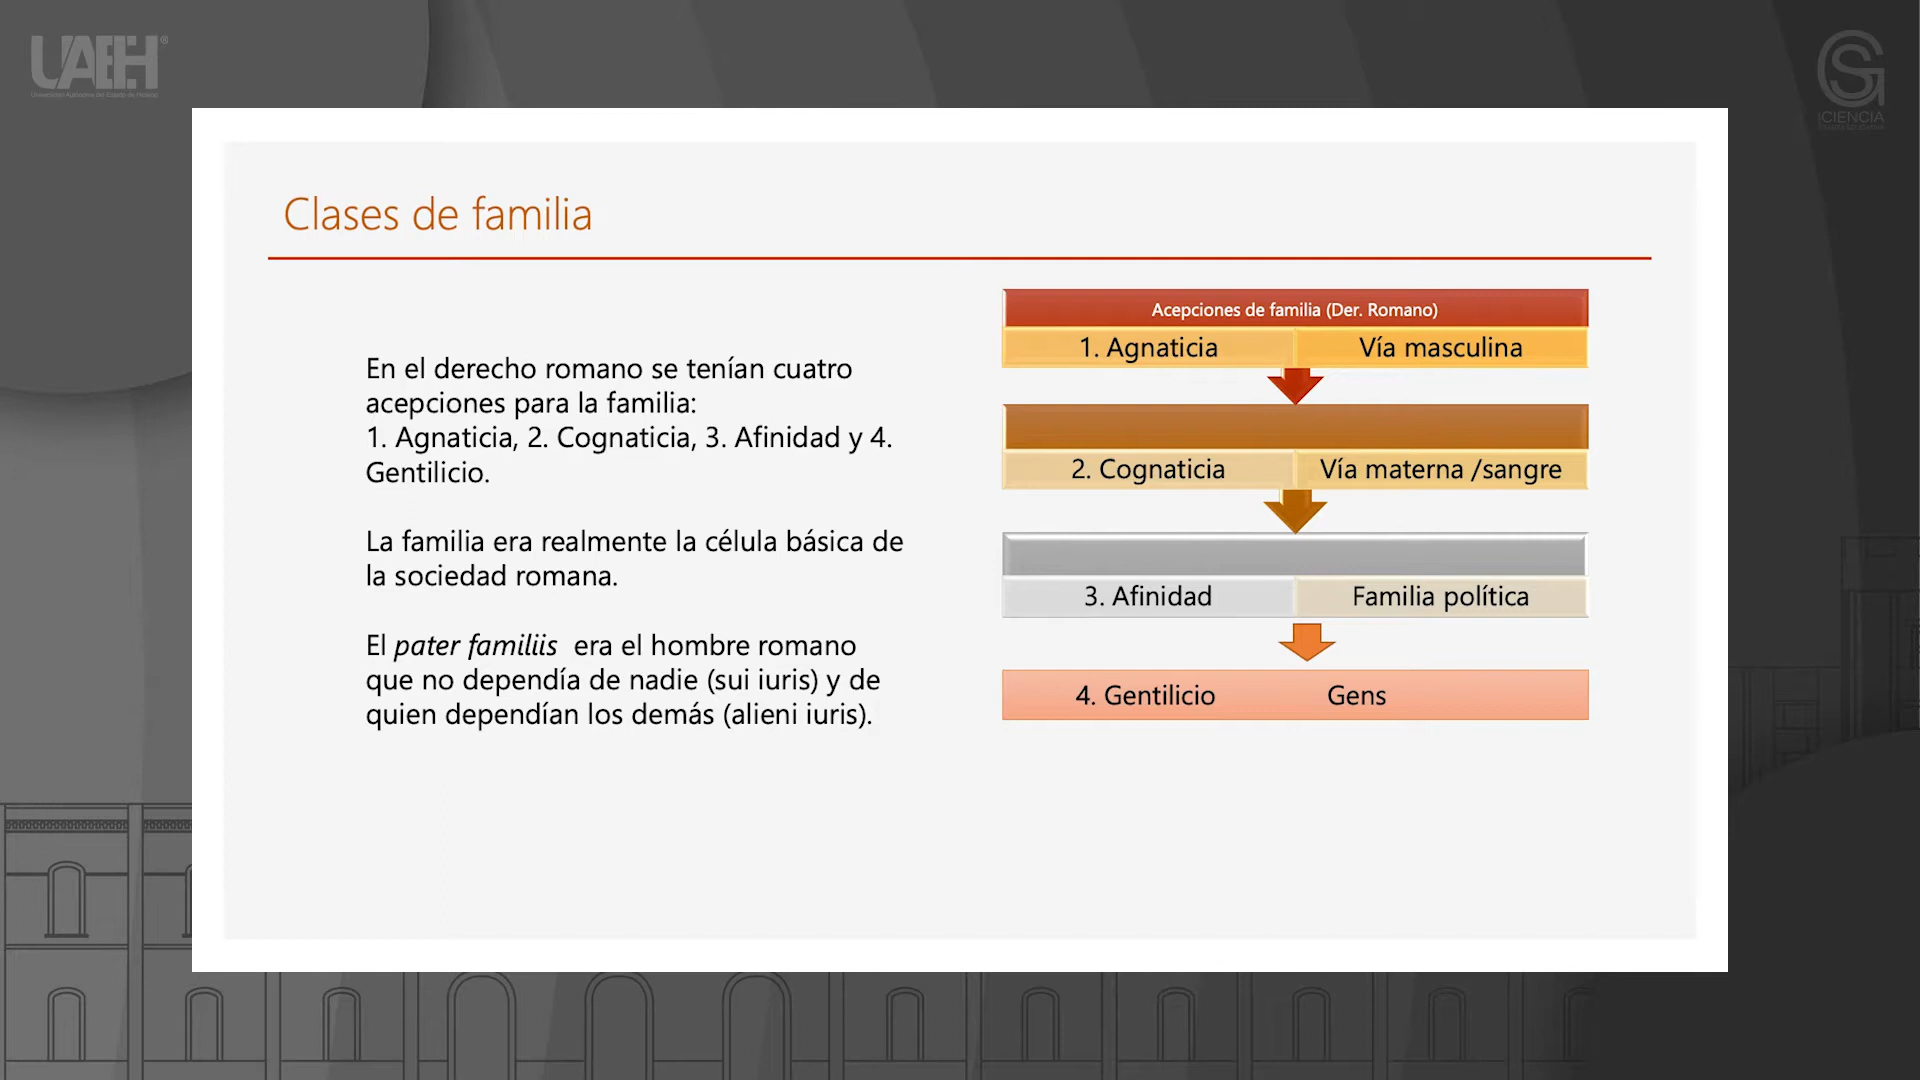 UAEH
Clases de familia
En el derecho romano se tenían cuatro
acepciones para la familia:
1. Agnaticia, 2. Cognaticia, 3. Afinidad y 4.
Gentilicio.
La familia era realmente la célula básica de
la sociedad romana.
El pater familiis era el hombre romano
que no dependía de nadie (sui iuris) y de
quien dependían los demás (alieni iuris).
Acepciones de familia (Der. Romano)
1. Agnaticia Vía masculina
2. Cognaticia Vía materna /sangre
3. Afinidad Familia política
4. Gentilicio Gens